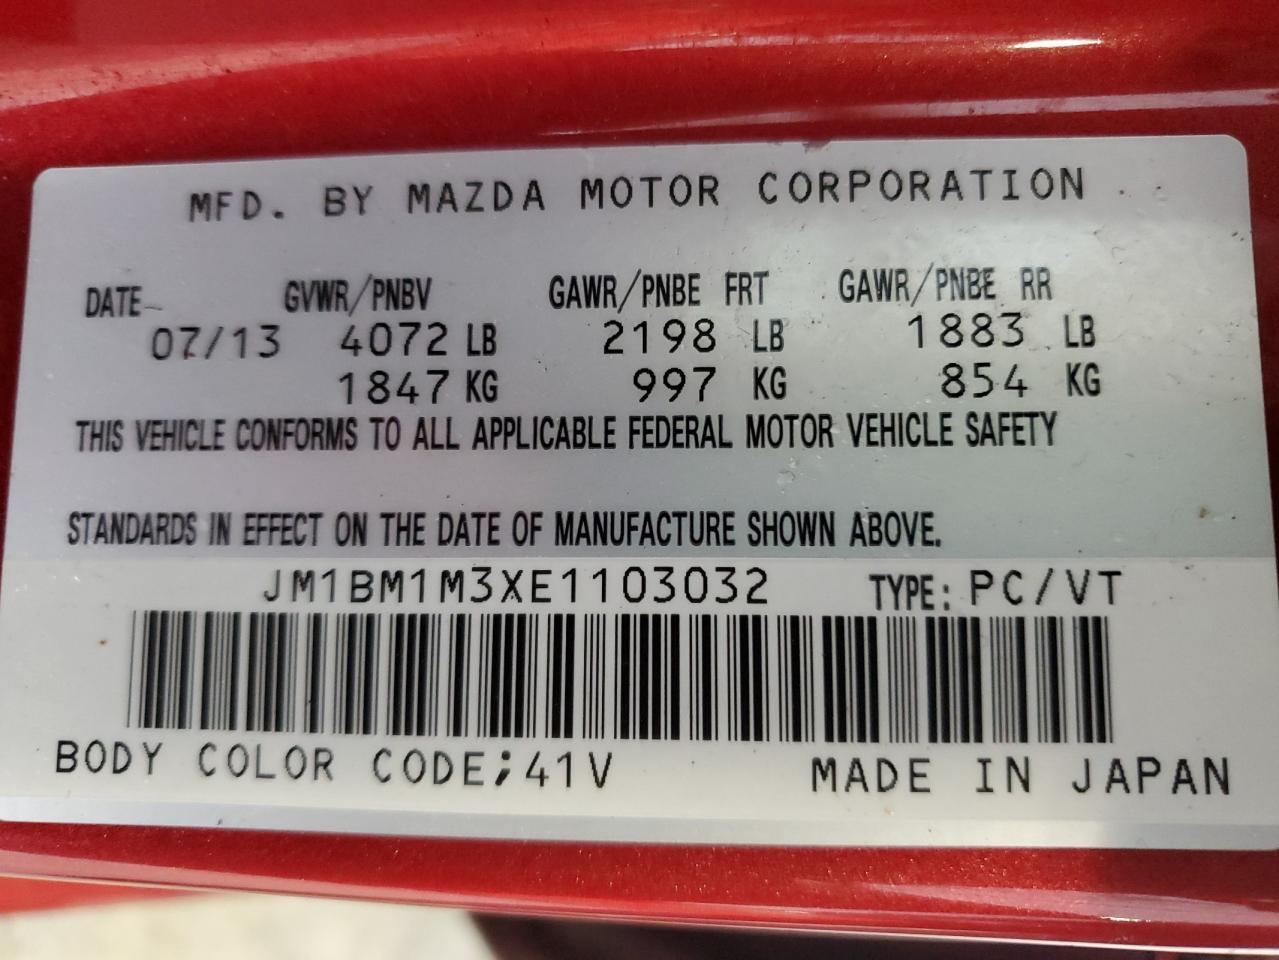 MFD. BY MAZDA MOTOR CORPORATION
DATE GVWR/PNBV GAWR/PNBE FRT GAWR/PNBE RR
07/13 4072 LB 2198 LB 1883 LB
1847 KG 997 KG 854 KG
THIS VEHICLE CONFORMS TO ALL APPLICABLE FEDERAL MOTOR VEHICLE SAFETY
STANDARDS IN EFFECT ON THE DATE OF MANUFACTURE SHOWN ABOVE.
JM1BM1M3XE1103032 TYPE: PC/VT
BODY COLOR CODE;41V MADE IN JAPAN